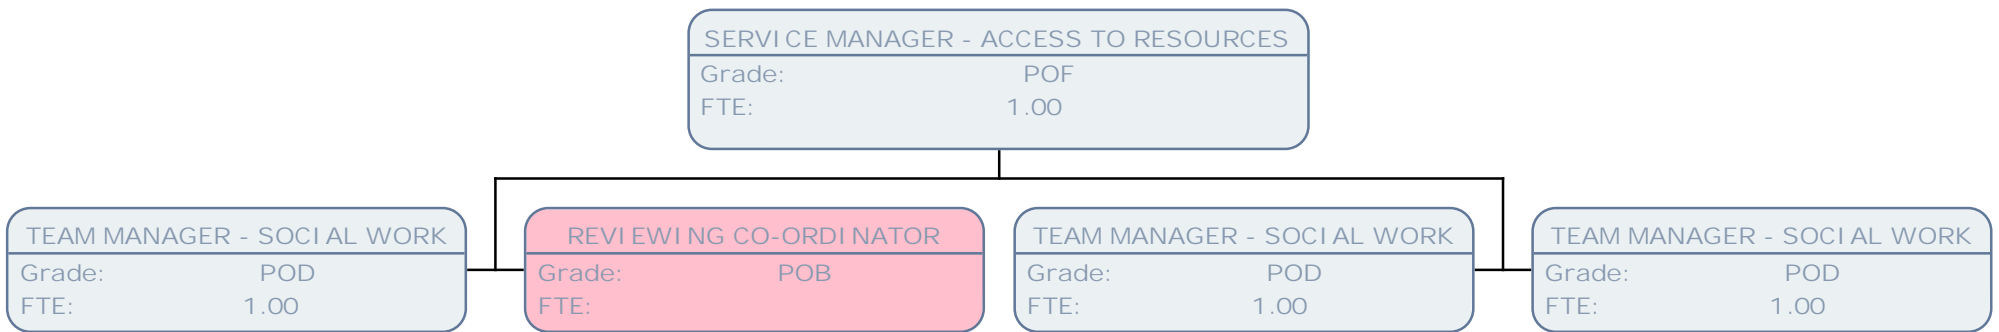 SERVICE MANAGER - ACCESS TO RESOURCES
Grade: POF
FTE: 1.00
TEAM MANAGER - SOCIAL WORK
Grade: POD
FTE: 1.00
REVIEWING CO-ORDINATOR
Grade: POB
FTE:
TEAM MANAGER - SOCIAL WORK
Grade: POD
FTE: 1.00
TEAM MANAGER - SOCIAL WORK
Grade: POD
FTE: 1.00